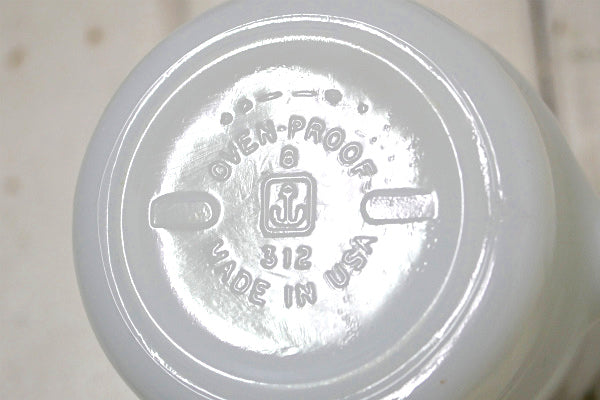 OVEN-PROOF
8
312
MADE IN USA